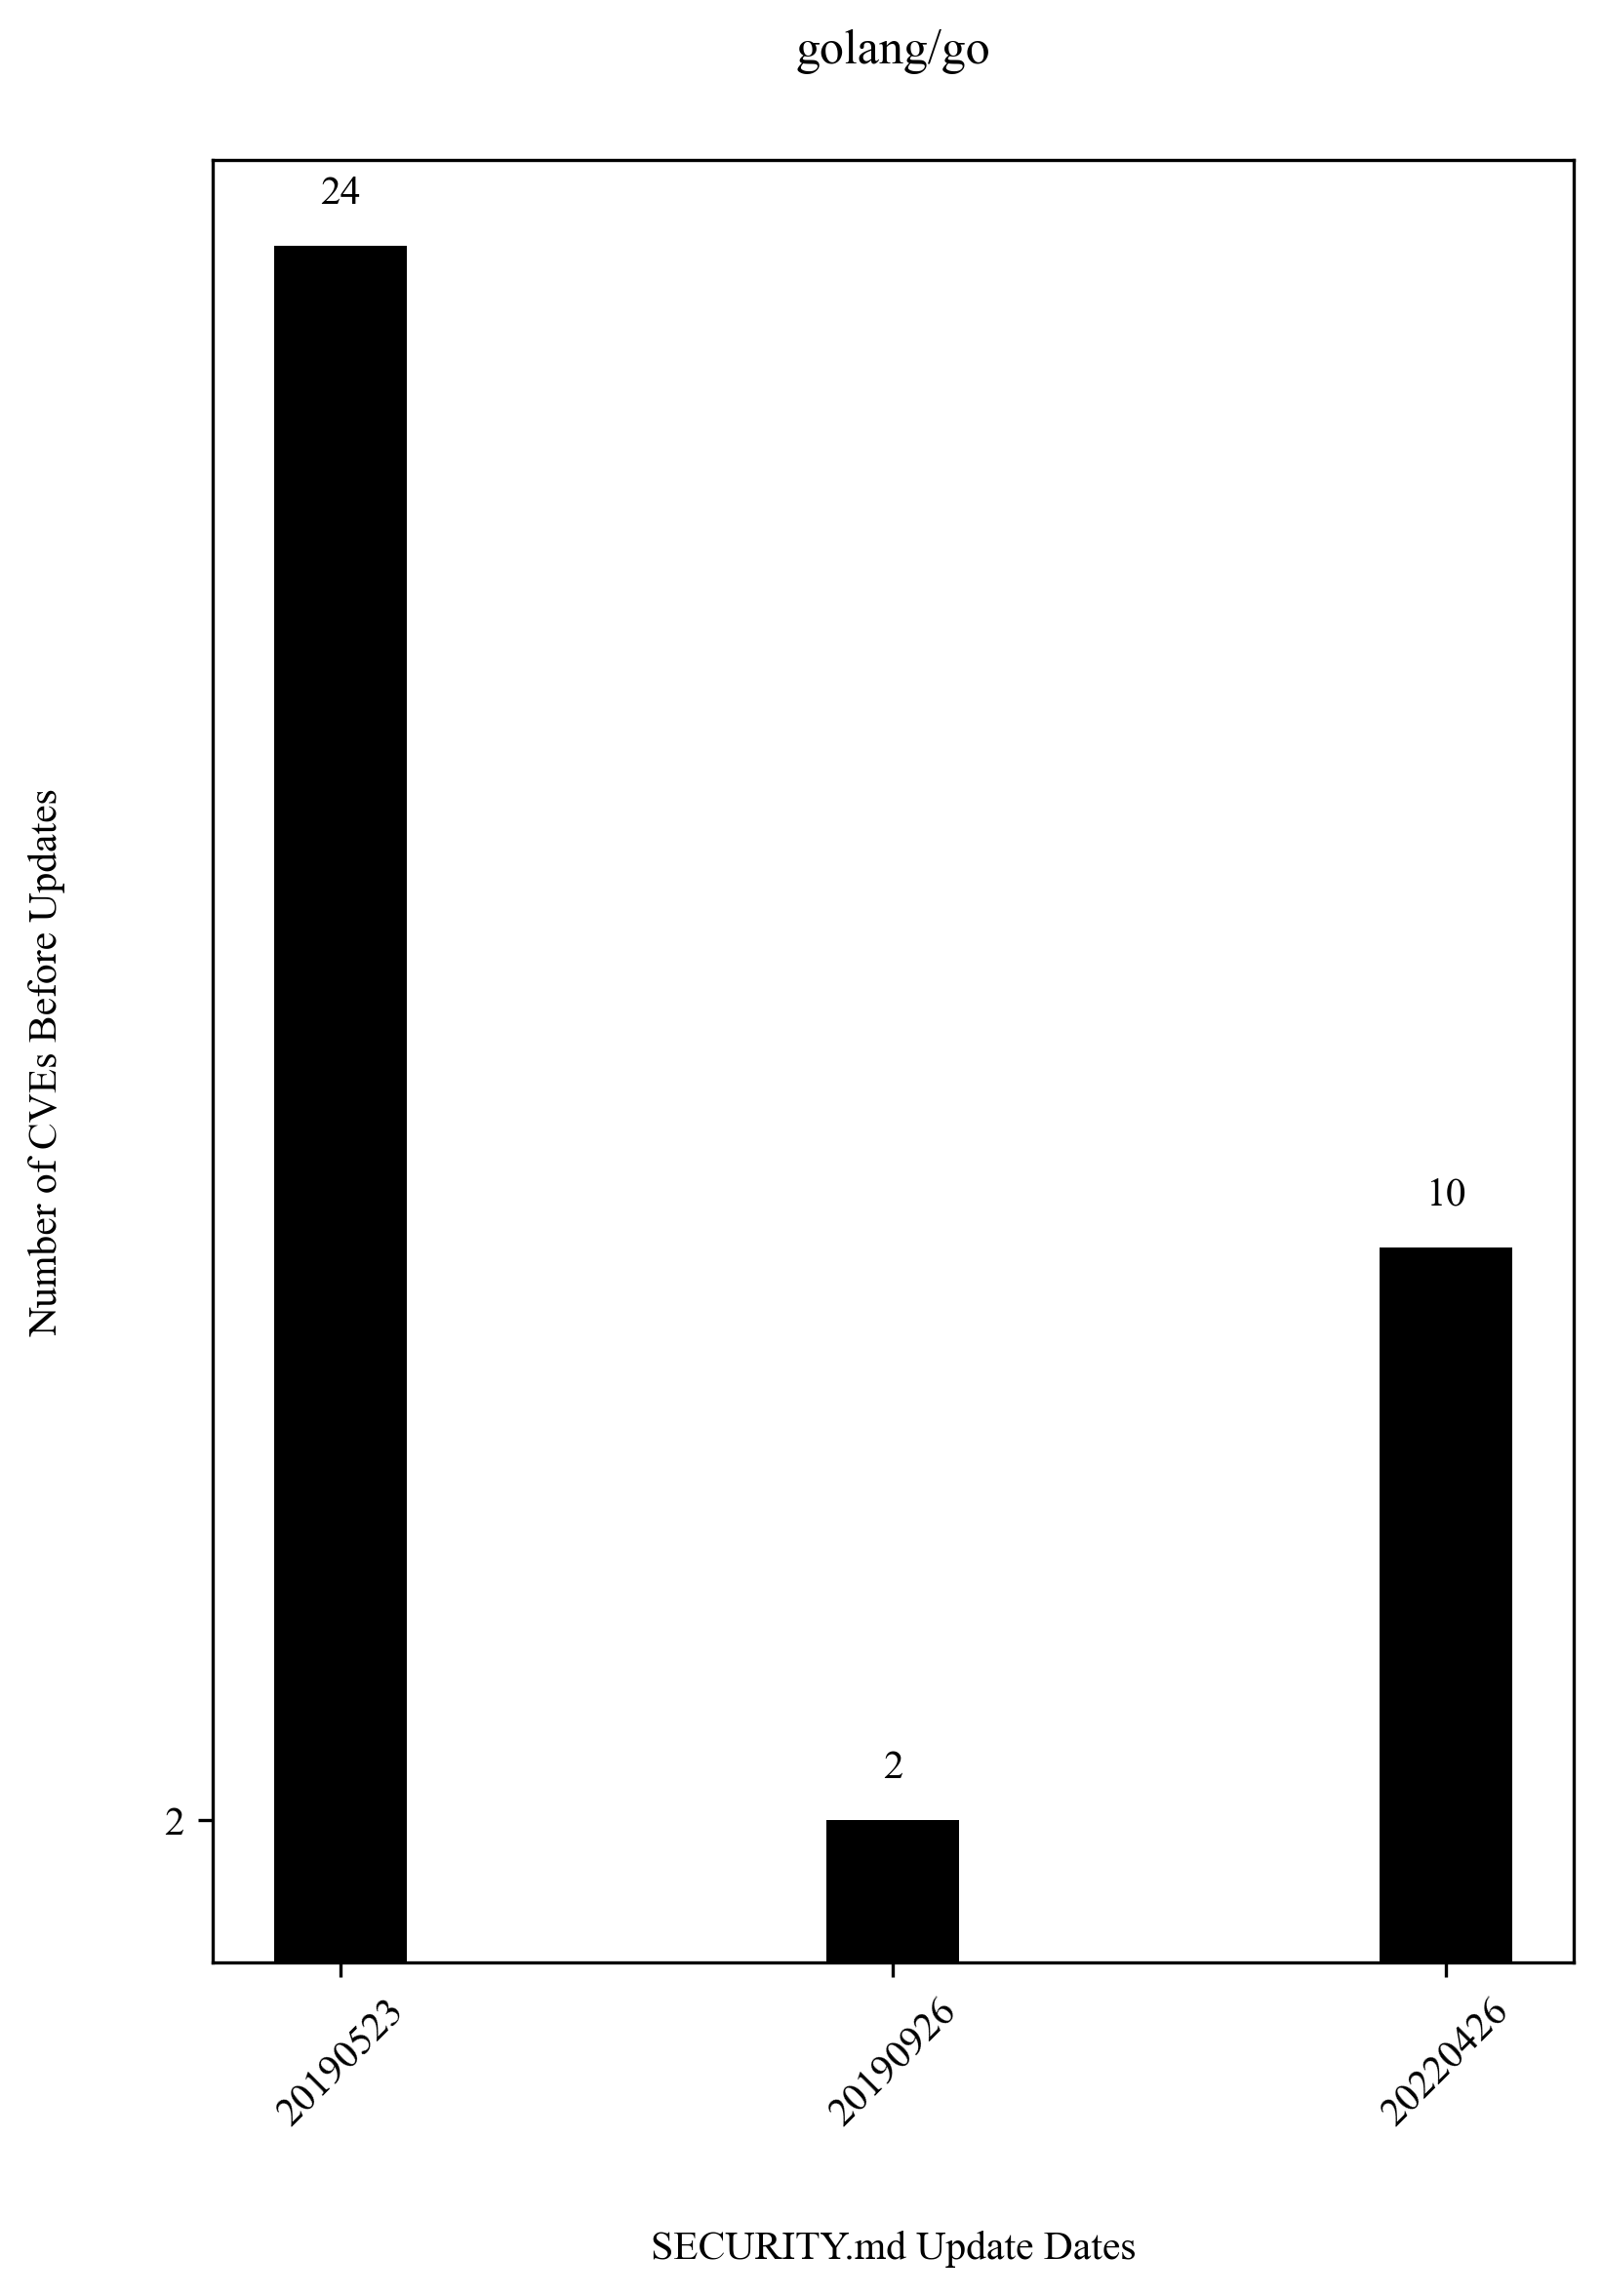 golang/go
24
10
2
2
Number of CVEs Before Updates
20190523
20190926
20220426
SECURITY.md Update Dates